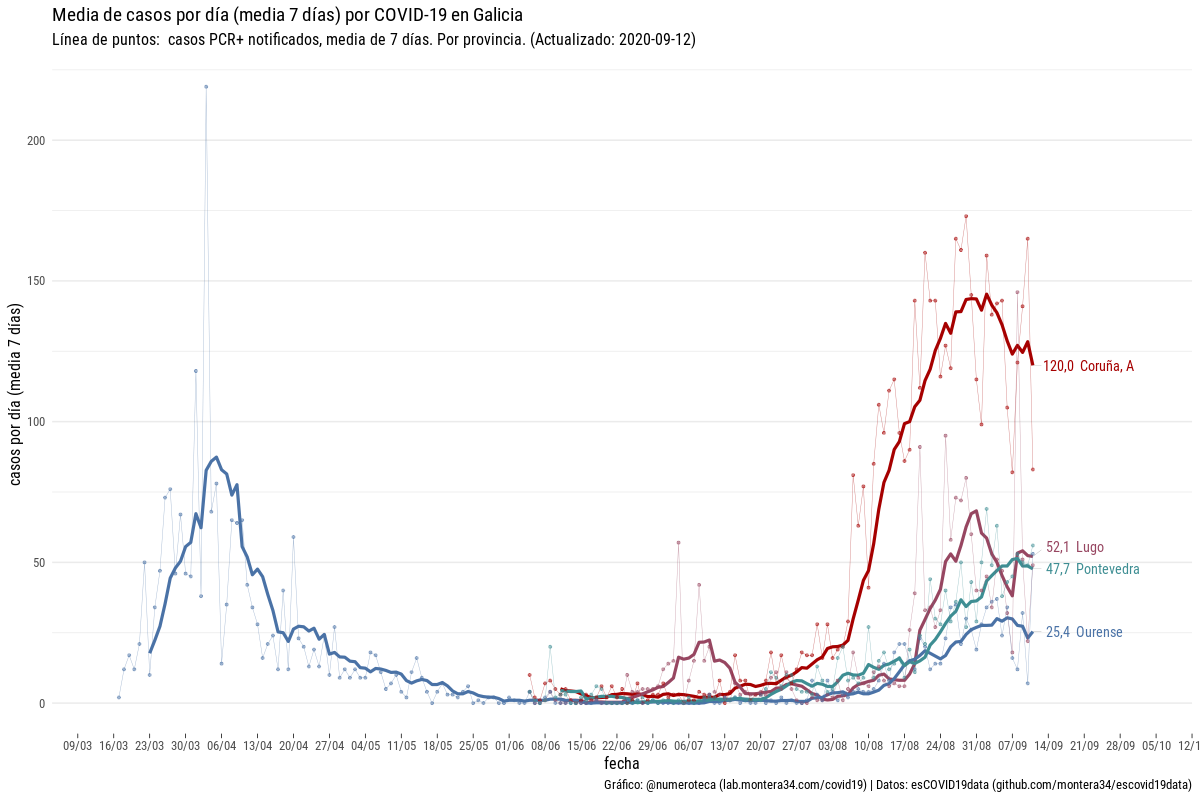 Media de casos por día (media 7 días) por COVID-19 en Galicia
Línea de puntos:  casos PCR+ notificados, media de 7 días. Por provincia. (Actualizado: 2020-09-12)
casos por día (media 7 días)
200
150
100
50
0
120,0  Coruña, A
52,1  Lugo
47,7  Pontevedra
25,4  Ourense
09/03 16/03 23/03 30/03 06/04 13/04 20/04 27/04 04/05 11/05 18/05 25/05 01/06 08/06 15/06 22/06 29/06 06/07 13/07 20/07 27/07 03/08 10/08 17/08 24/08 31/08 07/09 14/09 21/09 28/09 05/10 12/1
fecha
Gráfico: @numeroteca (lab.montera34.com/covid19) | Datos: esCOVID19data (github.com/montera34/escovid19data)